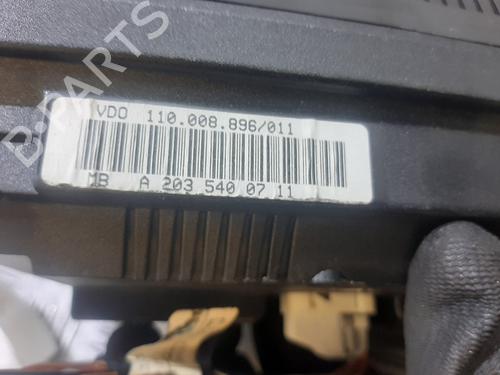 B-PARTS
VDO 110.008.896/011
MB A 203 540 07 11